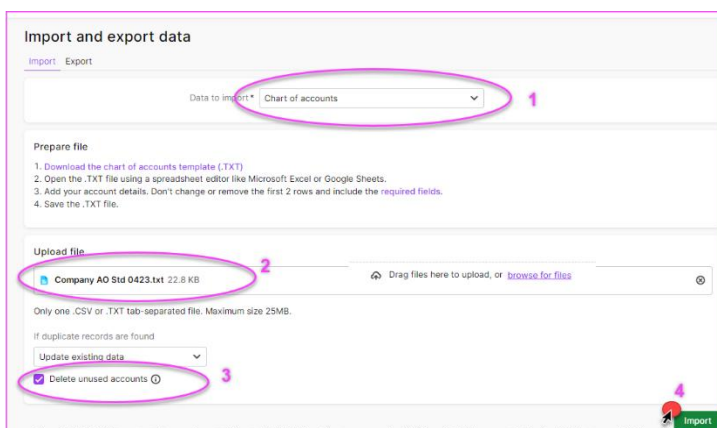 Import and export data
Import Export
Data to import* Chart of accounts
1
Prepare file
1. Download the chart of accounts template (.TXT)
2. Open the .TXT file using a spreadsheet editor like Microsoft Excel or Google Sheets.
3. Add your account details. Don't change or remove the first 2 rows and include the required fields.
4. Save the .TXT file.
Upload file
2
Company AO Std 0423.txt 22.8 KB
Drag files here to upload, or browse for files
Only one .CSV or .TXT tab-separated file. Maximum size 25MB.
If duplicate records are found
Update existing data
Delete unused accounts
3
4
Import